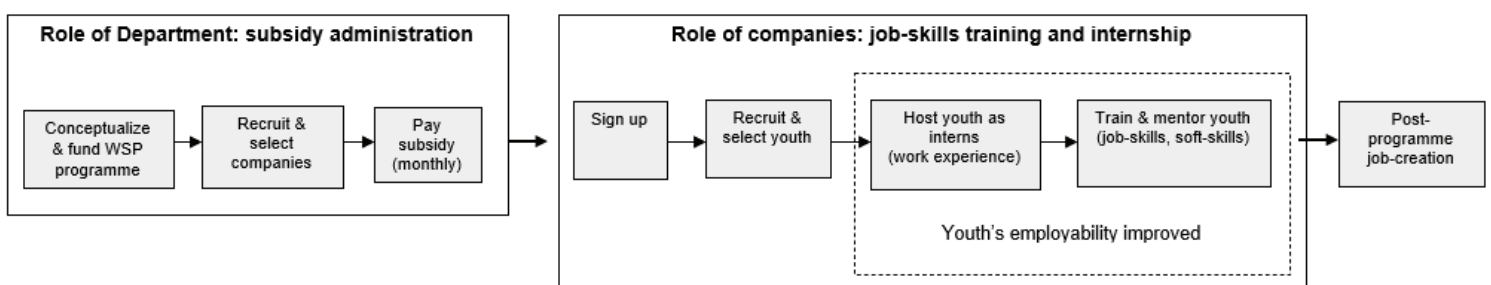 Role of Department: subsidy administration
Conceptualize
& fund WSP
programme
Recruit &
select
companies
Pay
subsidy
(monthly)
Role of companies: job-skills training and internship
Sign up
Recruit &
select youth
Host youth as
interns
(work experience)
Train & mentor youth
(job-skills, soft-skills)
Youth's employability improved
Post-
programme
job-creation